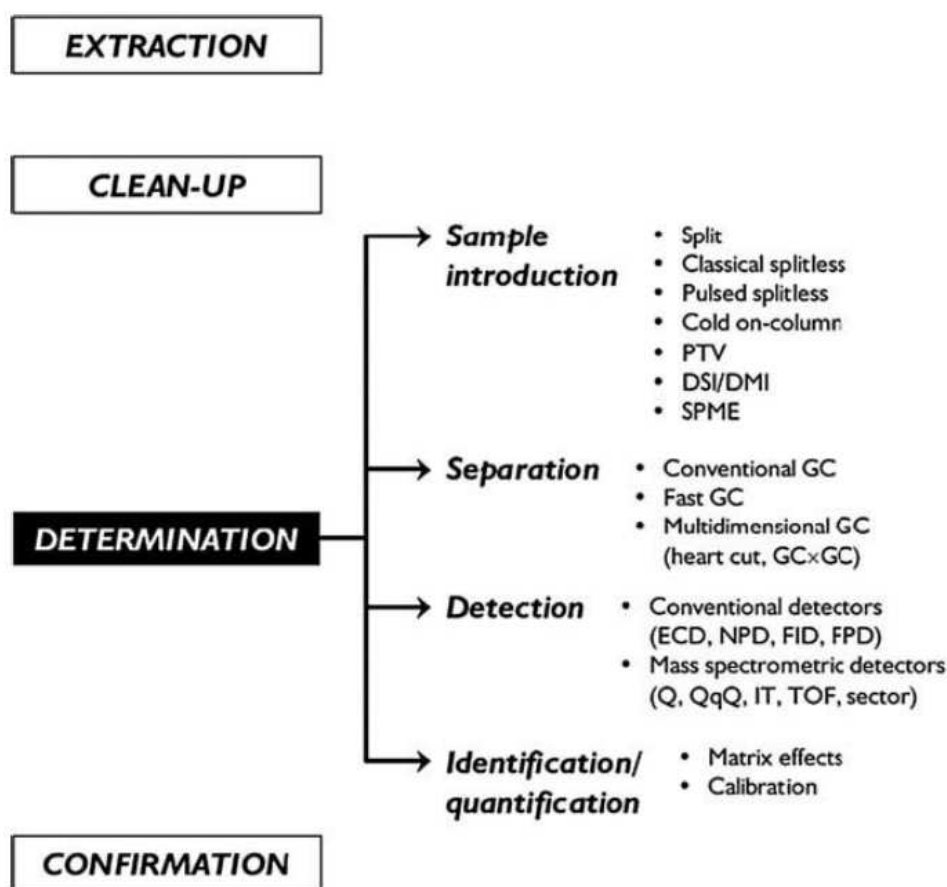 EXTRACTION
CLEAN-UP
Sample
introduction
• Split
• Classical splitless
• Pulsed splitless
• Cold on-column
• PTV
• DSI/DMI
• SPME
Separation
• Conventional GC
• Fast GC
• Multidimensional GC
(heart cut, GC×GC)
DETERMINATION
Detection
• Conventional detectors
(ECD, NPD, FID, FPD)
• Mass spectrometric detectors
(Q, QqQ, IT, TOF, sector)
Identification/
quantification
• Matrix effects
• Calibration
CONFIRMATION